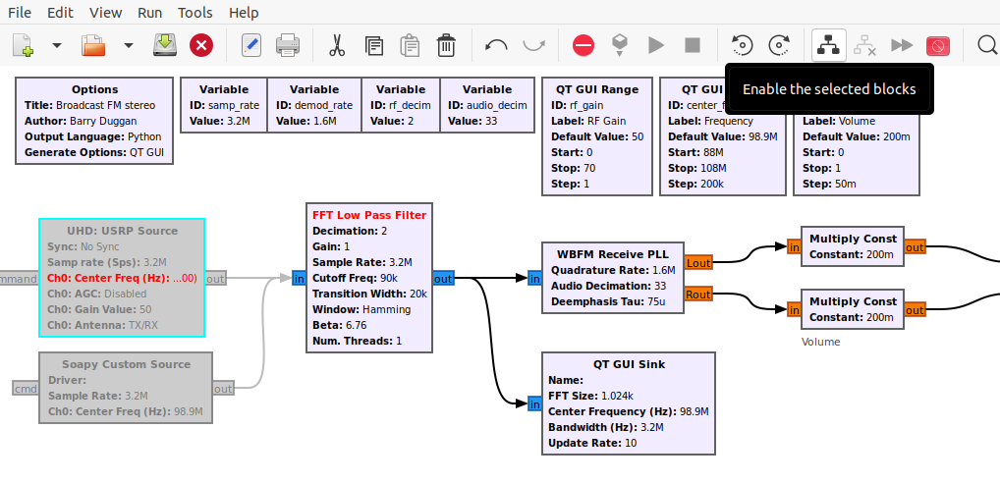 File Edit View Run Tools Help
Enable the selected blocks
Options
Title: Broadcast FM stereo
Author: Barry Duggan
Output Language: Python
Generate Options: QT GUI
Variable
ID: samp_rate
Value: 3.2M
Variable
ID: demod_rate
Value: 1.6M
Variable
ID: rf_decim
Value: 2
Variable
ID: audio_decim
Value: 33
QT GUI Range
ID: rf_gain
Label: RF Gain
Default Value: 50
Start: 0
Stop: 70
Step: 1
QT GUI
ID: center_f
Label: Frequency
Default Value: 98.9M
Start: 88M
Stop: 108M
Step: 200k
Label: Volume
Default Value: 200m
Start: 0
Stop: 1
Step: 50m
UHD: USRP Source
Sync: No Sync
Samp rate (Sps): 3.2M
Ch0: Center Freq (Hz): ...00)
Ch0: AGC: Disabled
Ch0: Gain Value: 50
Ch0: Antenna: TX/RX
mmand
out
Soapy Custom Source
Driver:
Sample Rate: 3.2M
Ch0: Center Freq (Hz): 98.9M
cmd
out
FFT Low Pass Filter
Decimation: 2
Gain: 1
Sample Rate: 3.2M
Cutoff Freq: 90k
Transition Width: 20k
Window: Hamming
Beta: 6.76
Num. Threads: 1
in
out
WBFM Receive PLL
Quadrature Rate: 1.6M
Audio Decimation: 33
Deemphasis Tau: 75u
in
Lout
Rout
Multiply Const
Constant: 200m
in
out
Multiply Const
Constant: 200m
in
out
Volume
QT GUI Sink
Name:
FFT Size: 1.024k
Center Frequency (Hz): 98.9M
Bandwidth (Hz): 3.2M
Update Rate: 10
in